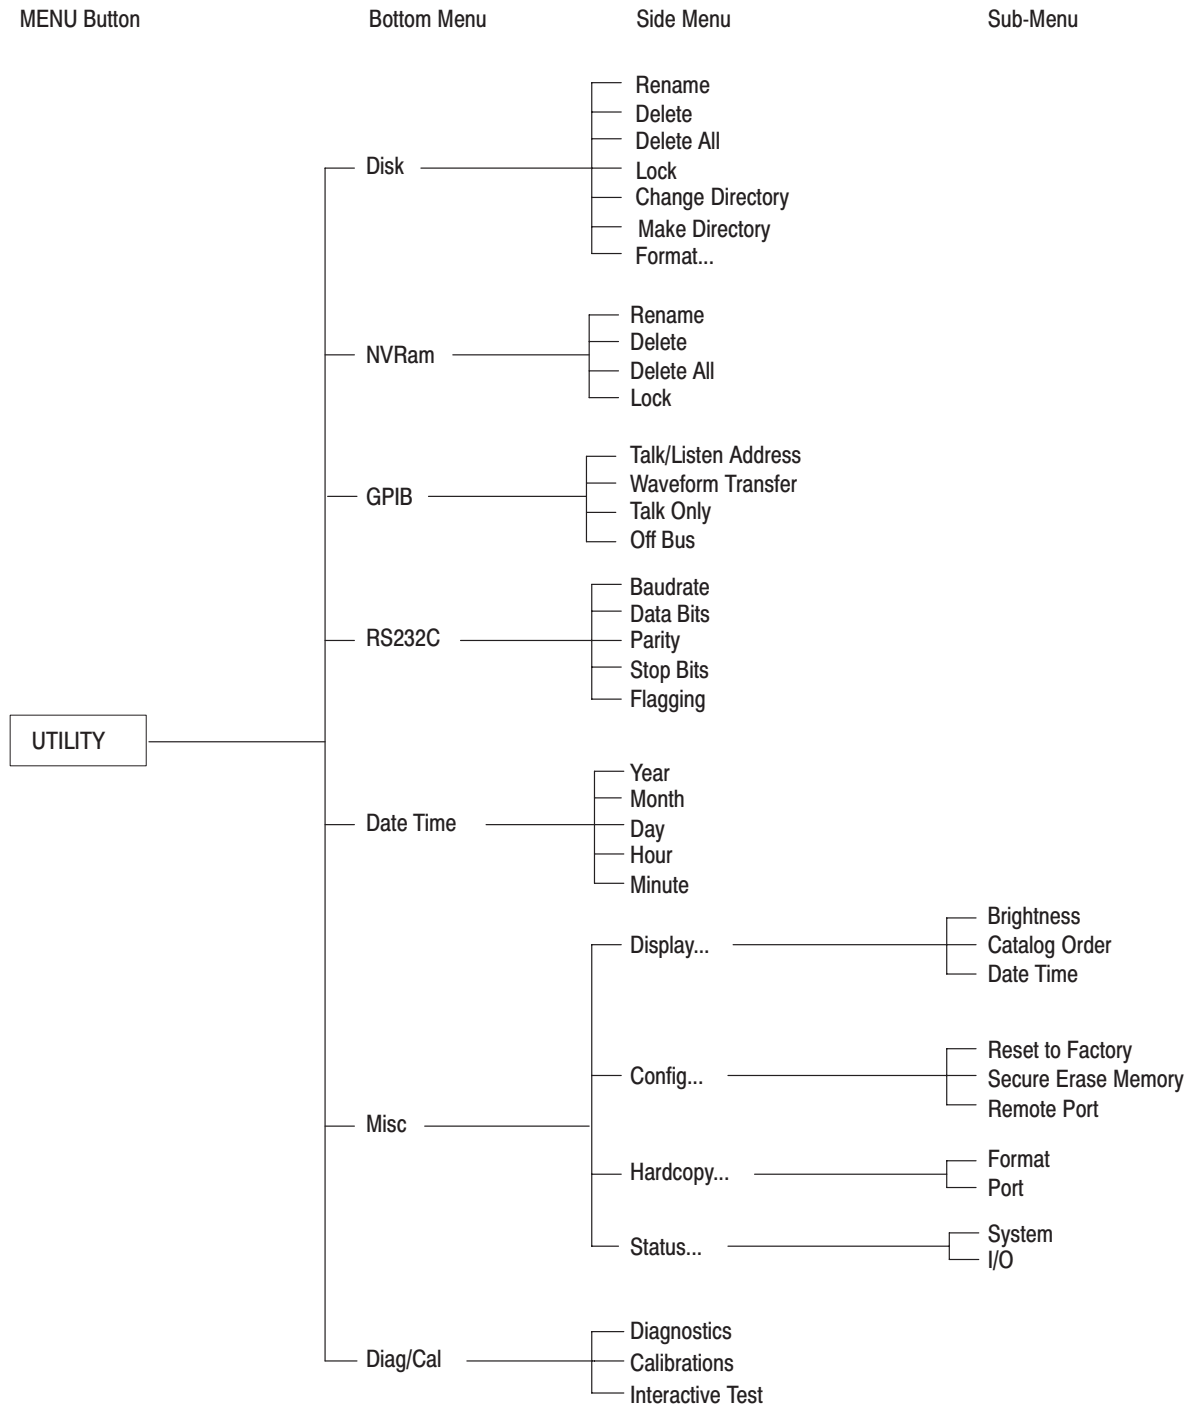 MENU Button Bottom Menu Side Menu Sub-Menu
Disk
Rename
Delete
Delete All
Lock
Change Directory
Make Directory
Format...
NVRam
Rename
Delete
Delete All
Lock
GPIB
Talk/Listen Address
Waveform Transfer
Talk Only
Off Bus
RS232C
Baudrate
Data Bits
Parity
Stop Bits
Flagging
UTILITY
Date Time
Year
Month
Day
Hour
Minute
Misc
Display...
Brightness
Catalog Order
Date Time
Config...
Reset to Factory
Secure Erase Memory
Remote Port
Hardcopy...
Format
Port
Status...
System
I/O
Diag/Cal
Diagnostics
Calibrations
Interactive Test